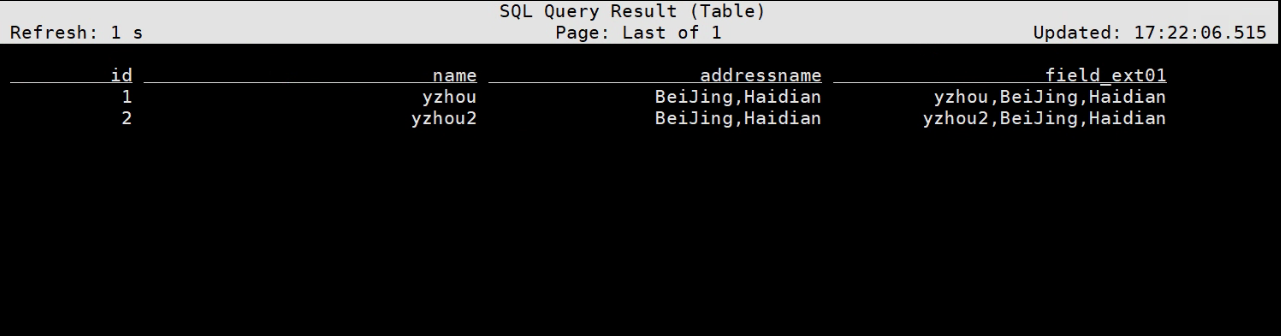 SQL Query Result (Table)
Refresh: 1 s Page: Last of 1 Updated: 17:22:06.515
id name addressname field_ext01
1 yzhou BeiJing,Haidian yzhou,BeiJing,Haidian
2 yzhou2 BeiJing,Haidian yzhou2,BeiJing,Haidian